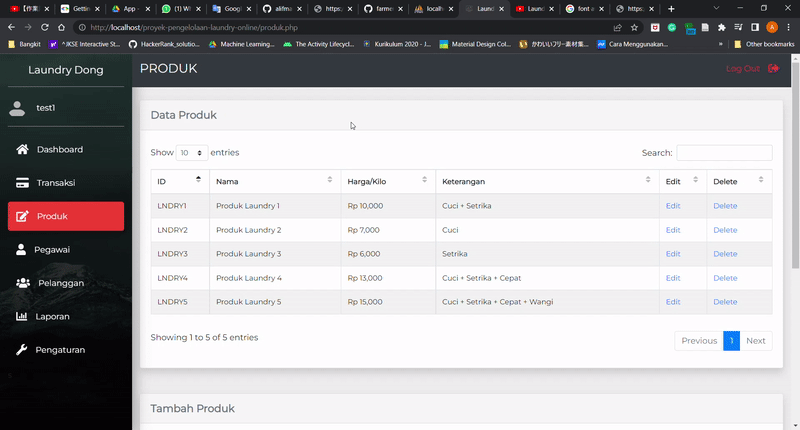 【作業
Gettin
App -
(1) Wh
Googl
https:
alilma
https:
farme
localh
Laund
Laund
font a
https:
http://localhost/proyek-pengelolaan-laundry-online/produk.php
Bangkit
^JKSE Interactive St...
HackerRank_solutio...
Machine Learning...
The Activity Lifecycl...
Kurikulum 2020 - J...
Material Design Col...
かわいいフリー素材集...
Cara Menggunakan...
»
Other bookmarks
Laundry Dong
PRODUK
Log Out
test1
Dashboard
Transaksi
Produk
Pegawai
Pelanggan
Laporan
Pengaturan
Data Produk
Show 10 entries
Search:
ID Nama Harga/Kilo Keterangan Edit Delete
LNDRY1 Produk Laundry 1 Rp 10,000 Cuci + Setrika Edit Delete
LNDRY2 Produk Laundry 2 Rp 7,000 Cuci Edit Delete
LNDRY3 Produk Laundry 3 Rp 6,000 Setrika Edit Delete
LNDRY4 Produk Laundry 4 Rp 13,000 Cuci + Setrika + Cepat Edit Delete
LNDRY5 Produk Laundry 5 Rp 15,000 Cuci + Setrika + Cepat + Wangi Edit Delete
Showing 1 to 5 of 5 entries
Previous 1 Next
Tambah Produk